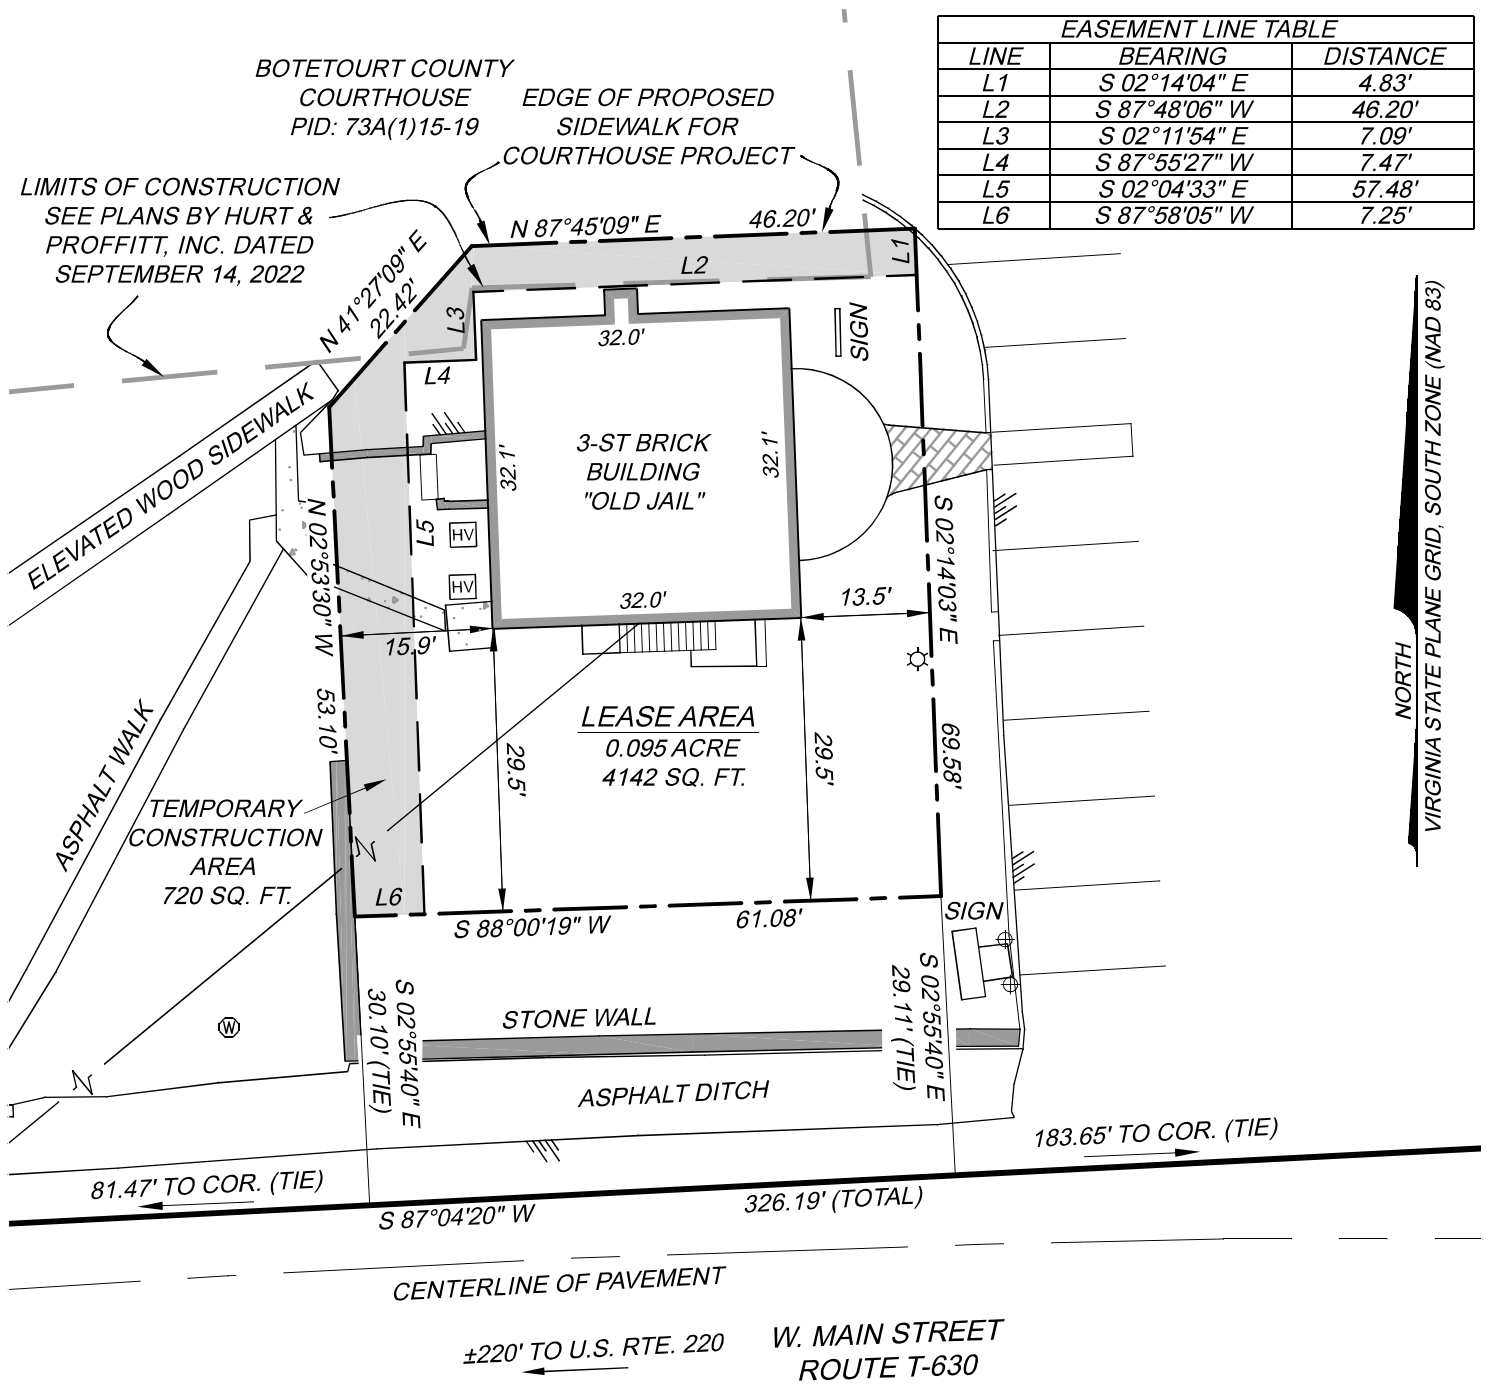 EASEMENT LINE TABLE
LINE BEARING DISTANCE
L1 S 02°14'04" E 4.83'
L2 S 87°48'06" W 46.20'
L3 S 02°11'54" E 7.09'
L4 S 87°55'27" W 7.47'
L5 S 02°04'33" E 57.48'
L6 S 87°58'05" W 7.25'
BOTETOURT COUNTY
COURTHOUSE
PID: 73A(1)15-19
EDGE OF PROPOSED
SIDEWALK FOR
COURTHOUSE PROJECT
LIMITS OF CONSTRUCTION
SEE PLANS BY HURT &
PROFFITT, INC. DATED
SEPTEMBER 14, 2022
N 87°45'09" E
46.20'
N 41°27'09" E
22.42'
L1
L2
L3
L4
SIGN
32.0'
ELEVATED WOOD SIDEWALK
3-ST BRICK
BUILDING
"OLD JAIL"
32.1'
32.1'
L5
HV
HV
32.0'
13.5'
15.9'
N 02°53'30" W
53.10'
S 02°14'03" E
69.58'
NORTH
VIRGINIA STATE PLANE GRID, SOUTH ZONE (NAD 83)
LEASE AREA
0.095 ACRE
4142 SQ. FT.
29.5'
29.5'
ASPHALT WALK
TEMPORARY
CONSTRUCTION
AREA
720 SQ. FT.
L6
S 88°00'19" W
61.08'
SIGN
S 02°55'40" E
30.10' (TIE)
S 02°55'40" E
29.11' (TIE)
STONE WALL
W
ASPHALT DITCH
183.65' TO COR. (TIE)
81.47' TO COR. (TIE)
S 87°04'20" W
326.19' (TOTAL)
CENTERLINE OF PAVEMENT
±220' TO U.S. RTE. 220
W. MAIN STREET
ROUTE T-630